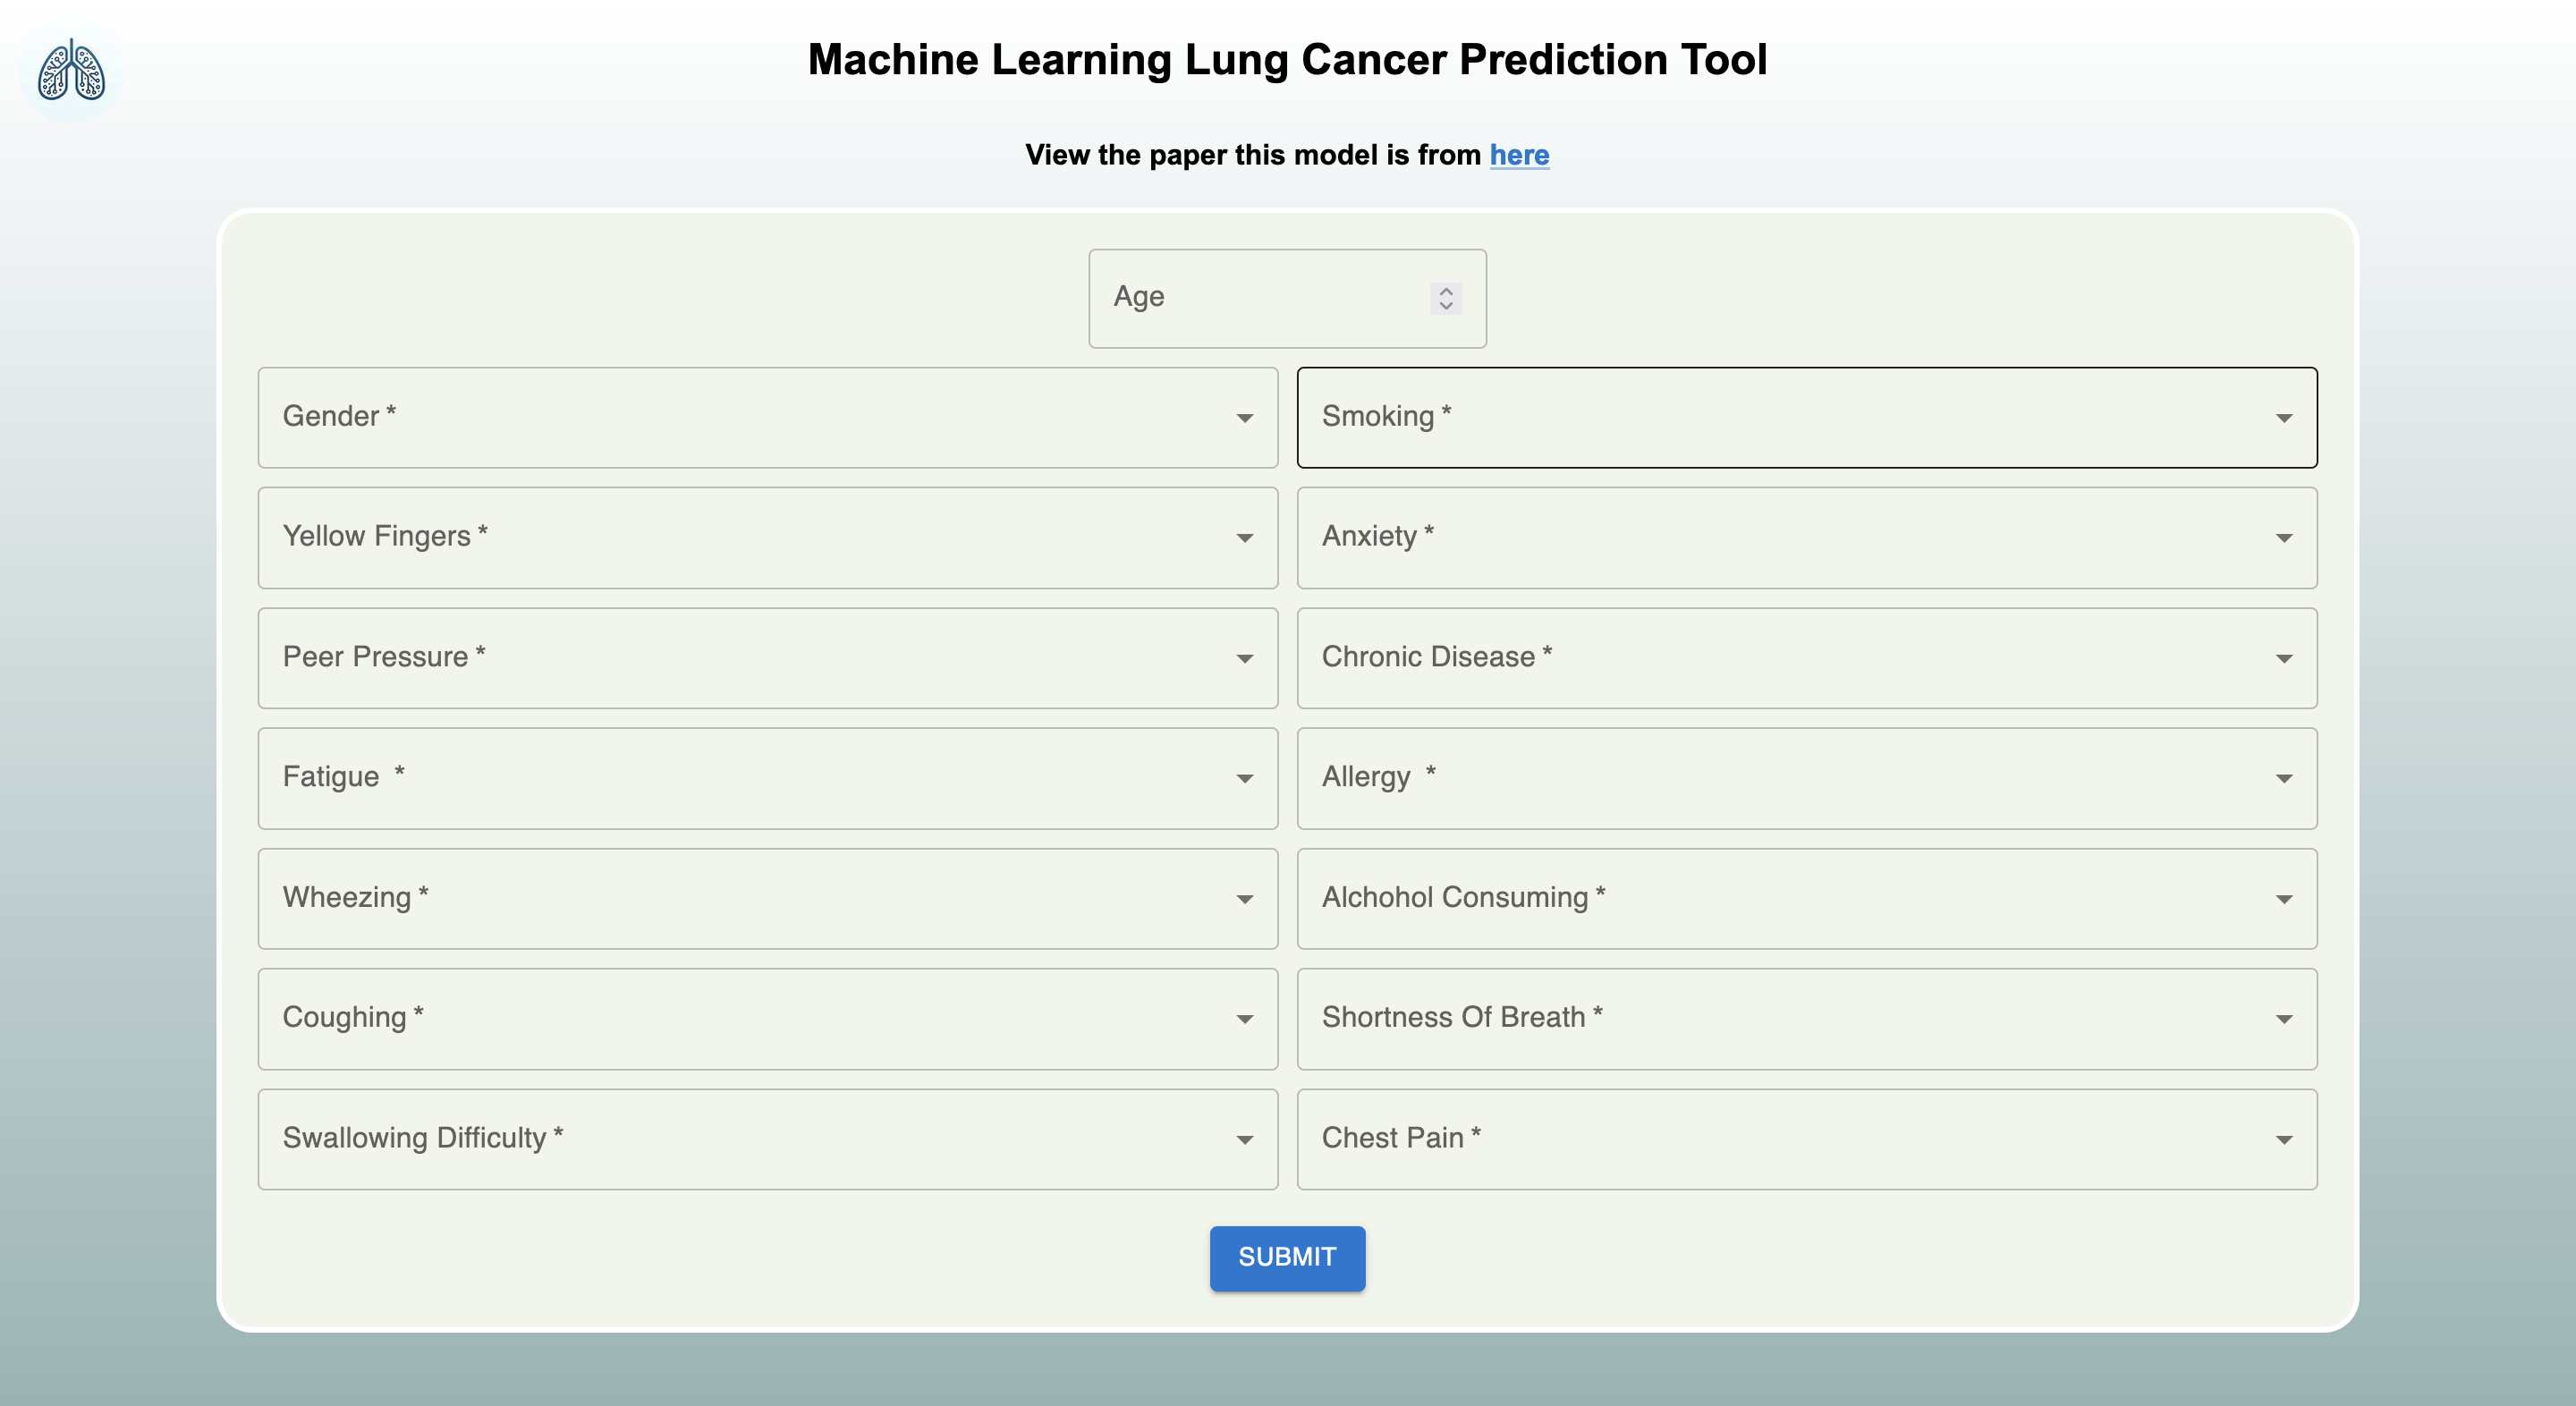 Machine Learning Lung Cancer Prediction Tool
View the paper this model is from here
Age
Gender *
Smoking *
Yellow Fingers *
Anxiety *
Peer Pressure *
Chronic Disease *
Fatigue *
Allergy *
Wheezing *
Alchohol Consuming *
Coughing *
Shortness Of Breath *
Swallowing Difficulty *
Chest Pain *
SUBMIT